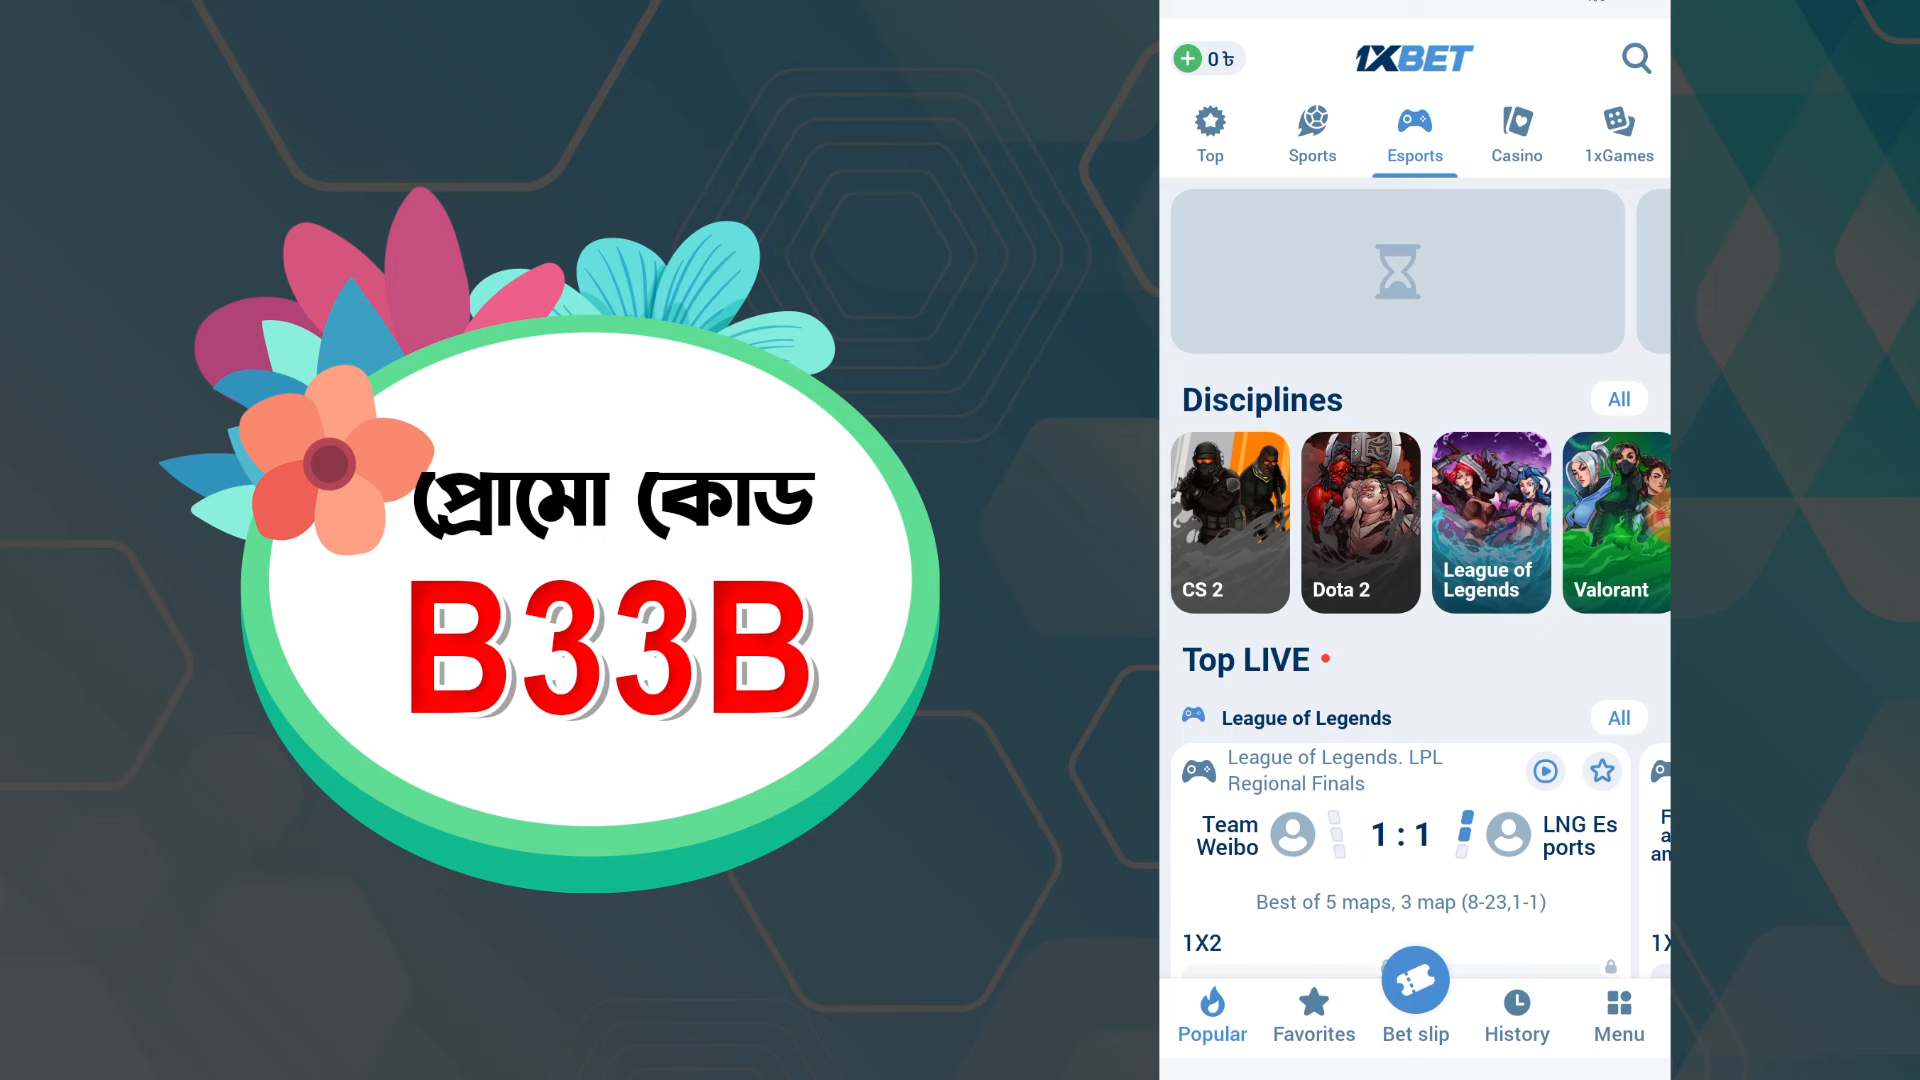 প্রোমো কোড
B33B
0 ৳
1XBET
Top
Sports
Esports
Casino
1xGames
Disciplines
All
CS 2
Dota 2
League of
Legends
Valorant
Top LIVE
League of Legends
All
League of Legends. LPL
Regional Finals
Team
Weibo
1 : 1
LNG Es
ports
Best of 5 maps, 3 map (8-23,1-1)
1X2
Popular
Favorites
Bet slip
History
Menu